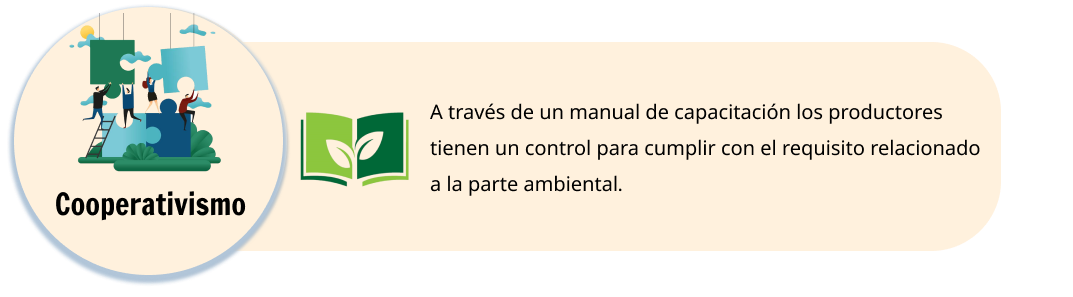 Cooperativismo
A través de un manual de capacitación los productores
tienen un control para cumplir con el requisito relacionado
a la parte ambiental.